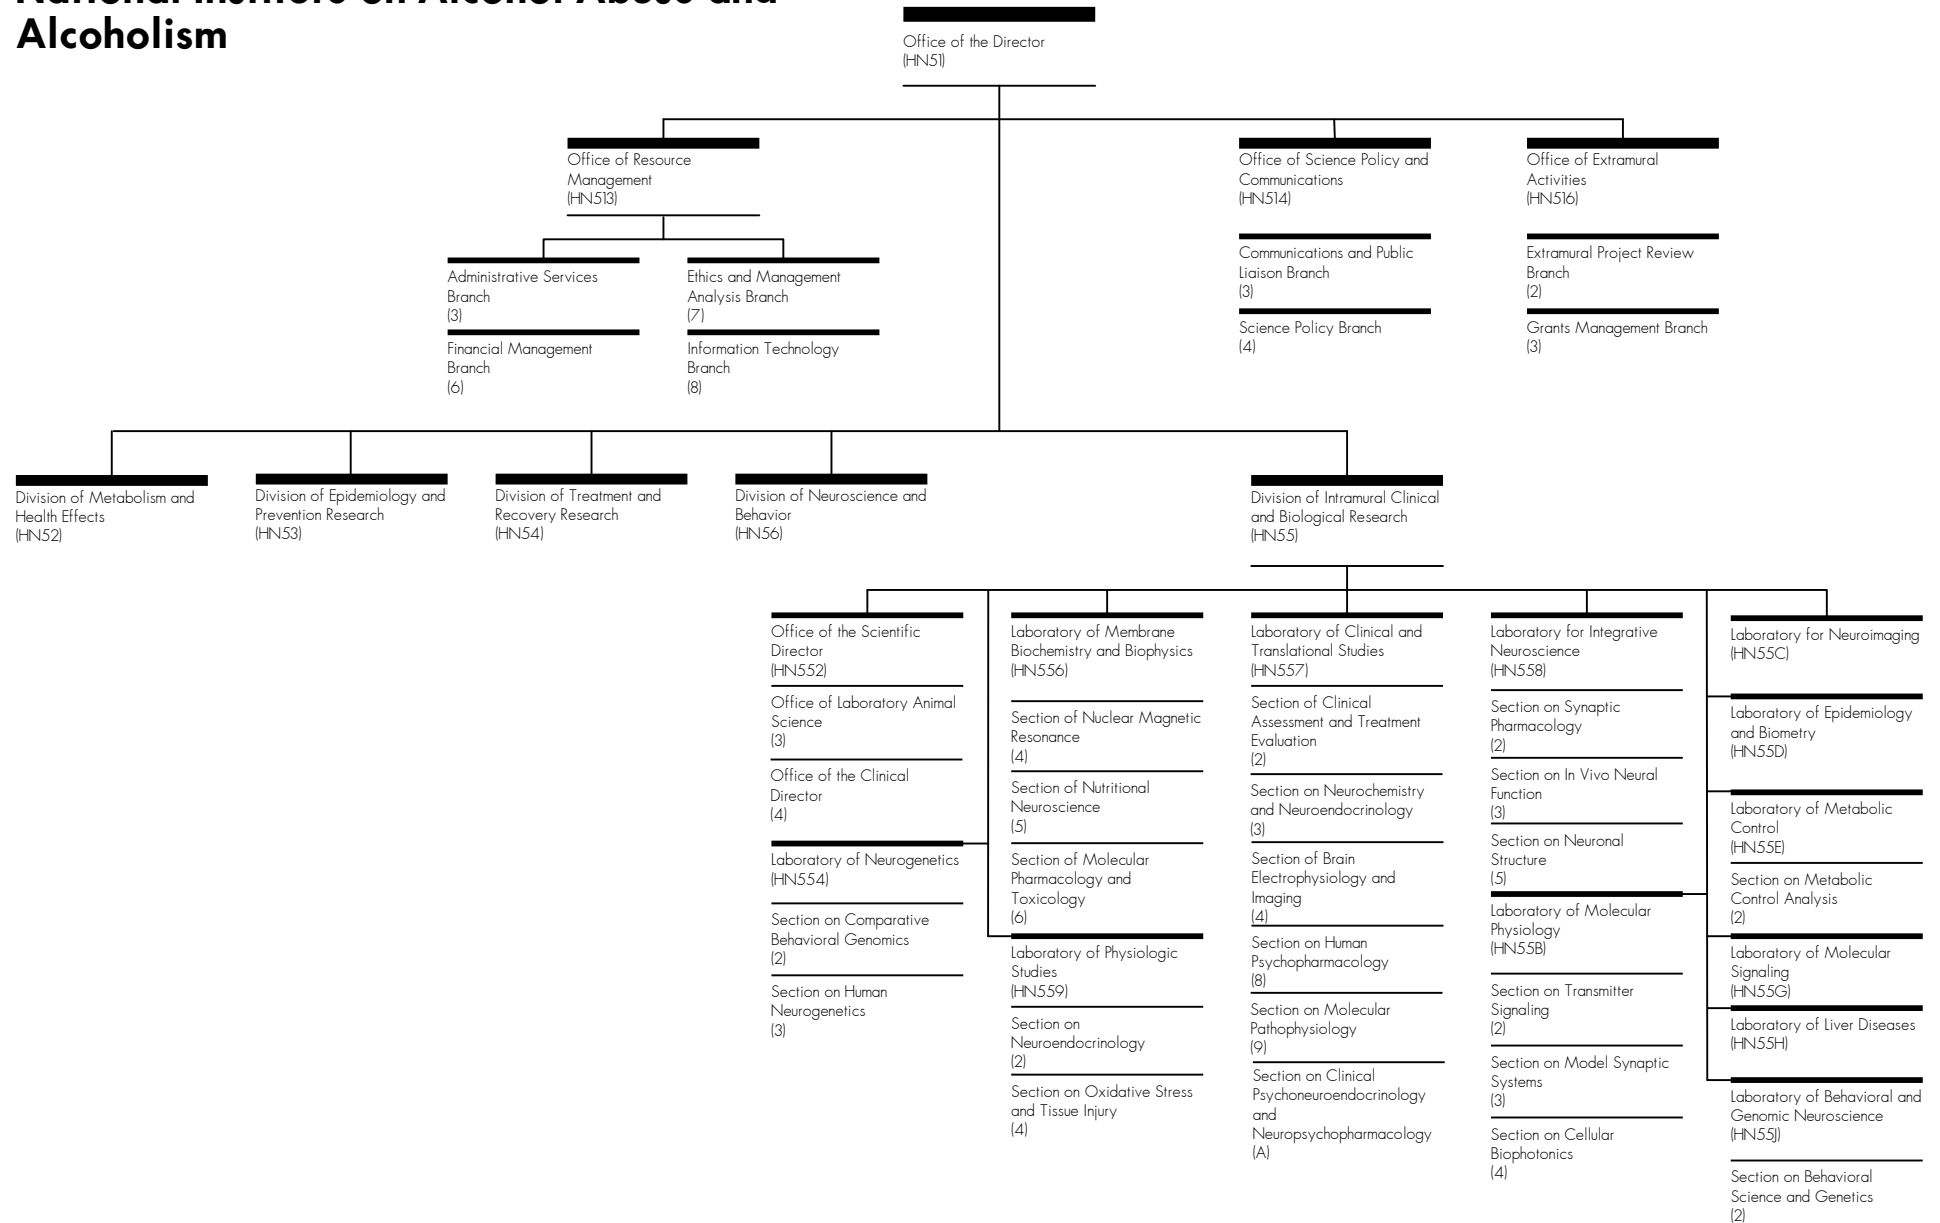 National Institute on Alcohol Abuse and
Alcoholism
Office of the Director
(HN51)
Office of Resource
Management
(HN513)
Office of Science Policy and
Communications
(HN514)
Office of Extramural
Activities
(HN516)
Administrative Services
Branch
(3)
Financial Management
Branch
(6)
Ethics and Management
Analysis Branch
(7)
Information Technology
Branch
(8)
Communications and Public
Liaison Branch
(3)
Science Policy Branch
(4)
Extramural Project Review
Branch
(2)
Grants Management Branch
(3)
Division of Metabolism and
Health Effects
(HN52)
Division of Epidemiology and
Prevention Research
(HN53)
Division of Treatment and
Recovery Research
(HN54)
Division of Neuroscience and
Behavior
(HN56)
Division of Intramural Clinical
and Biological Research
(HN55)
Office of the Scientific
Director
(HN552)
Office of Laboratory Animal
Science
(3)
Office of the Clinical
Director
(4)
Laboratory of Neurogenetics
(HN554)
Section on Comparative
Behavioral Genomics
(2)
Section on Human
Neurogenetics
(3)
Laboratory of Membrane
Biochemistry and Biophysics
(HN556)
Section of Nuclear Magnetic
Resonance
(4)
Section of Nutritional
Neuroscience
(5)
Section of Molecular
Pharmacology and
Toxicology
(6)
Laboratory of Physiologic
Studies
(HN559)
Section on
Neuroendocrinology
(2)
Section on Oxidative Stress
and Tissue Injury
(4)
Laboratory of Clinical and
Translational Studies
(HN557)
Section of Clinical
Assessment and Treatment
Evaluation
(2)
Section on Neurochemistry
and Neuroendocrinology
(3)
Section of Brain
Electrophysiology and
Imaging
(4)
Section on Human
Psychopharmacology
(8)
Section on Molecular
Pathophysiology
(9)
Section on Clinical
Psychoneuroendocrinology
and
Neuropsychopharmacology
(A)
Laboratory for Integrative
Neuroscience
(HN558)
Section on Synaptic
Pharmacology
(2)
Section on In Vivo Neural
Function
(3)
Section on Neuronal
Structure
(5)
Laboratory of Molecular
Physiology
(HN55B)
Section on Transmitter
Signaling
(2)
Section on Model Synaptic
Systems
(3)
Section on Cellular
Biophotonics
(4)
Laboratory for Neuroimaging
(HN55C)
Laboratory of Epidemiology
and Biometry
(HN55D)
Laboratory of Metabolic
Control
(HN55E)
Section on Metabolic
Control Analysis
(2)
Laboratory of Molecular
Signaling
(HN55G)
Laboratory of Liver Diseases
(HN55H)
Laboratory of Behavioral and
Genomic Neuroscience
(HN55J)
Section on Behavioral
Science and Genetics
(2)